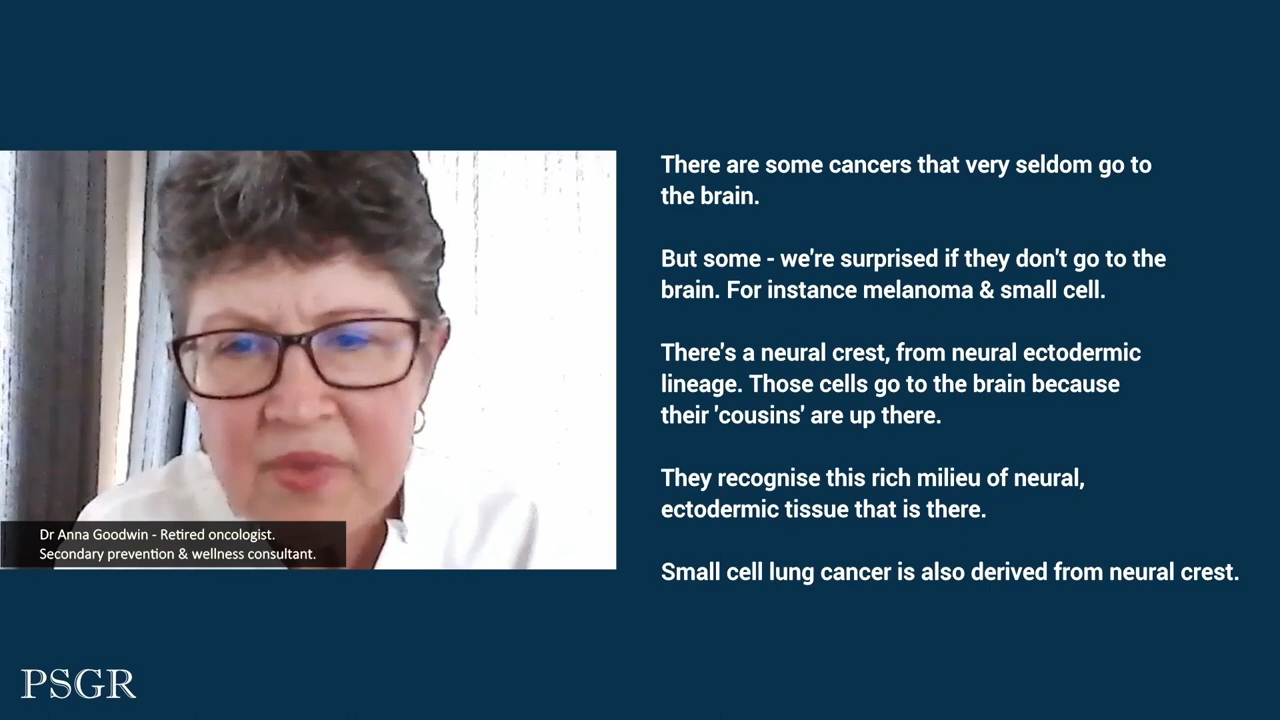 There are some cancers that very seldom go to
the brain.
But some - we're surprised if they don't go to the
brain. For instance melanoma & small cell.
There's a neural crest, from neural ectodermic
lineage. Those cells go to the brain because
their 'cousins' are up there.
They recognise this rich milieu of neural,
ectodermic tissue that is there.
Small cell lung cancer is also derived from neural crest.
Dr Anna Goodwin - Retired oncologist.
Secondary prevention & wellness consultant.
PSGR